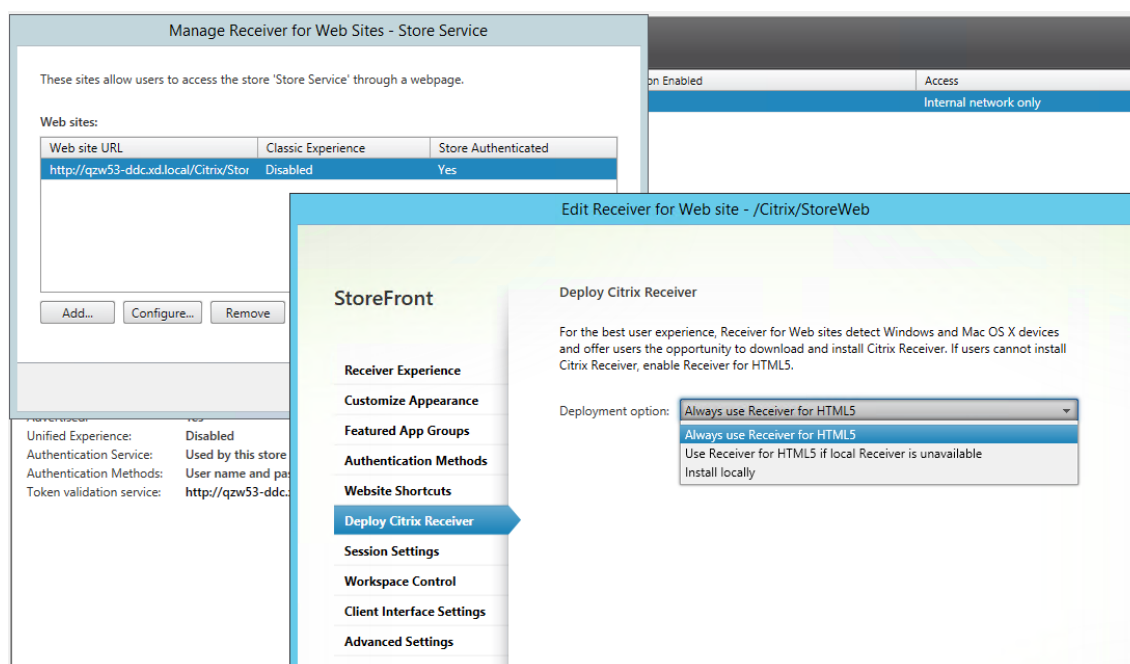 Manage Receiver for Web Sites - Store Service
These sites allow users to access the store 'Store Service' through a webpage.
Web sites:
Web site URL Classic Experience Store Authenticated
http://qzw53-ddc.xd.local/Citrix/Stor Disabled Yes
Add... Configure... Remove
on Enabled Access
Internal network only
Yes
Unified Experience: Disabled
Authentication Service: Used by this store
Authentication Methods: User name and pas
Token validation service: http://qzw53-ddc.
Edit Receiver for Web site - /Citrix/StoreWeb
StoreFront
Receiver Experience
Customize Appearance
Featured App Groups
Authentication Methods
Website Shortcuts
Deploy Citrix Receiver
Session Settings
Workspace Control
Client Interface Settings
Advanced Settings
Deploy Citrix Receiver
For the best user experience, Receiver for Web sites detect Windows and Mac OS X devices
and offer users the opportunity to download and install Citrix Receiver. If users cannot install
Citrix Receiver, enable Receiver for HTML5.
Deployment option: Always use Receiver for HTML5
Always use Receiver for HTML5
Use Receiver for HTML5 if local Receiver is unavailable
Install locally